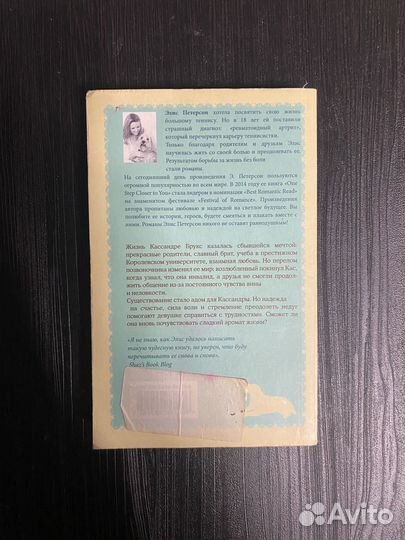 Элис Петерсон хотела посвятить свою жизнь
большому теннису. Но в 18 лет ей поставили
страшный диагноз: «ревматоидный артрит»,
который перечеркнул карьеру теннисистки.
Только благодаря родителям и друзьям Элис
научилась жить со своей болью и преодолевать ее.
Результатом борьбы за жизнь без боли
стали романы.
На сегодняшний день произведения Э. Петерсон пользуются
огромной популярностью во всем мире. В 2014 году ее книга «One
Step Closer to You» стала лидером в номинации «Best Romantic Read»
на знаменитом фестивале «Festival of Romance». Произведения
автора пропитаны любовью и надеждой на светлое будущее. Вы
полюбите ее истории, героев, будете смеяться и плакать вместе с
ними. Романы Элис Петерсон никого не оставят равнодушным!
Жизнь Кассандре Брукс казалась сбывшейся мечтой:
прекрасные родители, славный брат, учеба в престижном
Королевском университете, взаимная любовь. Но перелом
позвоночника изменил ее мир: возлюбленный покинул Кас,
когда узнал, что она инвалид, а друзья не смогли продол-
жить общение из-за постоянного чувства вины
и неловкости.
Существование стало адом для Кассандры. Но надежда
на счастье, сила воли и стремление преодолеть недуг
помогают девушке справиться с трудностями. Сможет ли
она вновь почувствовать сладкий аромат жизни?
«Я не знаю, как Элис удалось написать
такую чудесную книгу, но уверен, что буду
перечитывать ее снова и снова».
Shaz's Book Blog
Avito